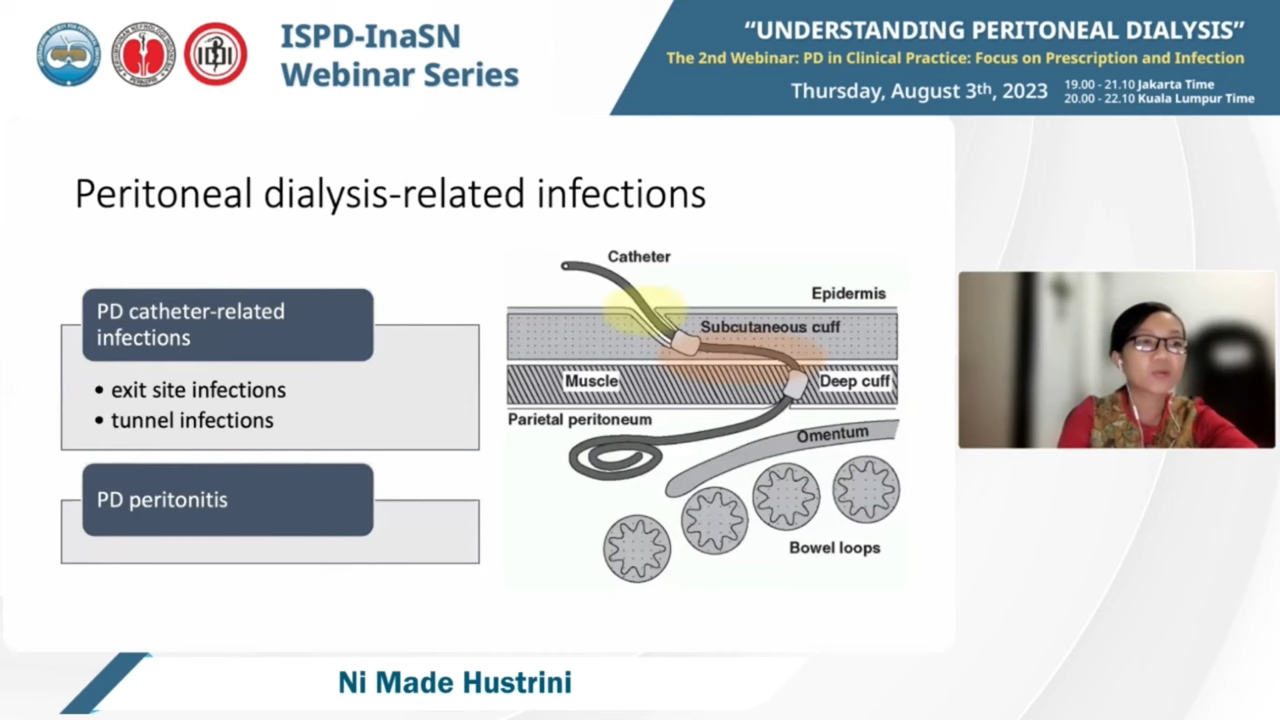 ISPD-InaSN
Webinar Series
“UNDERSTANDING PERITONEAL DIALYSIS”
The 2nd Webinar: PD in Clinical Practice: Focus on Prescription and Infection
Thursday, August 3th, 2023
19.00 - 21.10 Jakarta Time
20.00 - 22.10 Kuala Lumpur Time
Peritoneal dialysis-related infections
PD catheter-related
infections
• exit site infections
• tunnel infections
PD peritonitis
Catheter
Epidermis
Subcutaneous cuff
Muscle
Deep cuff
Parietal peritoneum
Omentum
Bowel loops
Ni Made Hustrini